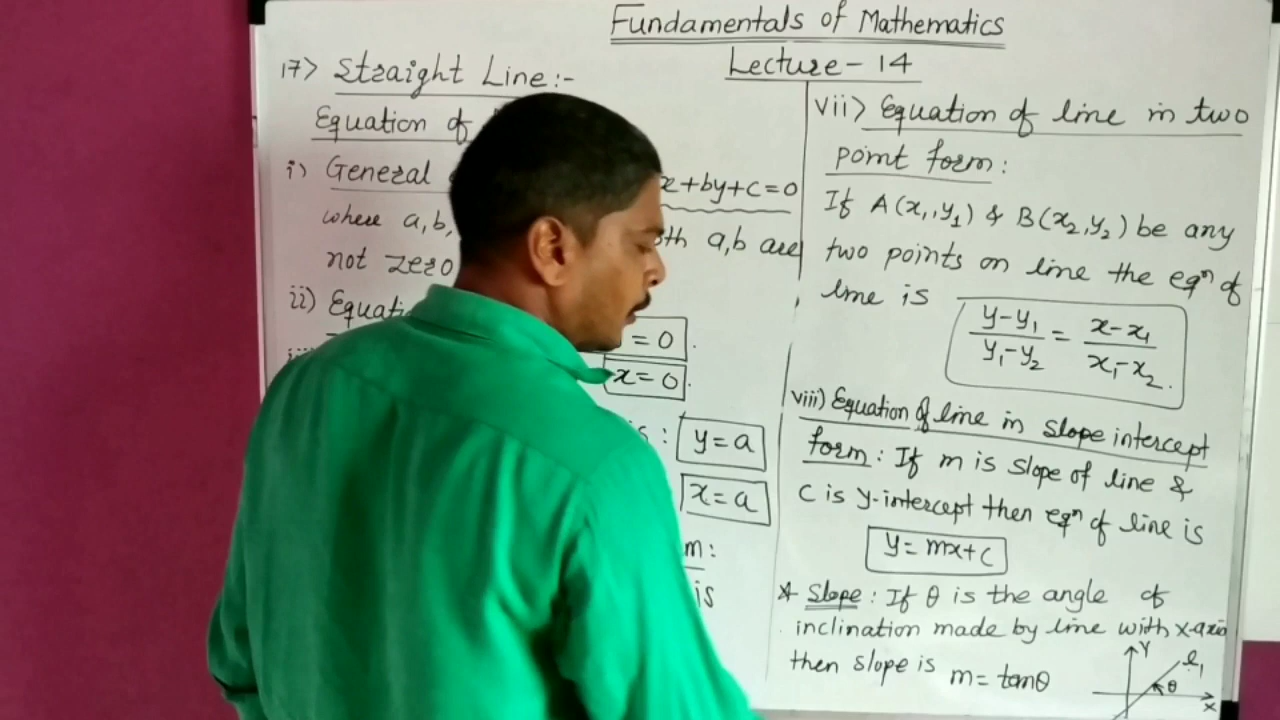 Fundamentals of Mathematics
Lecture - 14
17> Straight Line :-
Equation of
i) General
x+by+c=0
where a,b,
a,b are
not zero
ii)
= 0
x = 0
: y = a
x = a
m:
is
vii> Equation of line in two
point form :
If A(x₁,y₁) & B(x₂,y₂) be any
two points on line the eqⁿ of
line is
y-y₁ / y₁-y₂ = x-x₁ / x₁-x₂ .
viii) Equation of line in slope intercept
form : If m is slope of line &
c is y-intercept then eqⁿ of line is
y = mx+c
* Slope : If θ is the angle of
inclination made by line with x-axis
then slope is m = tanθ
Y
l₁
θ
X